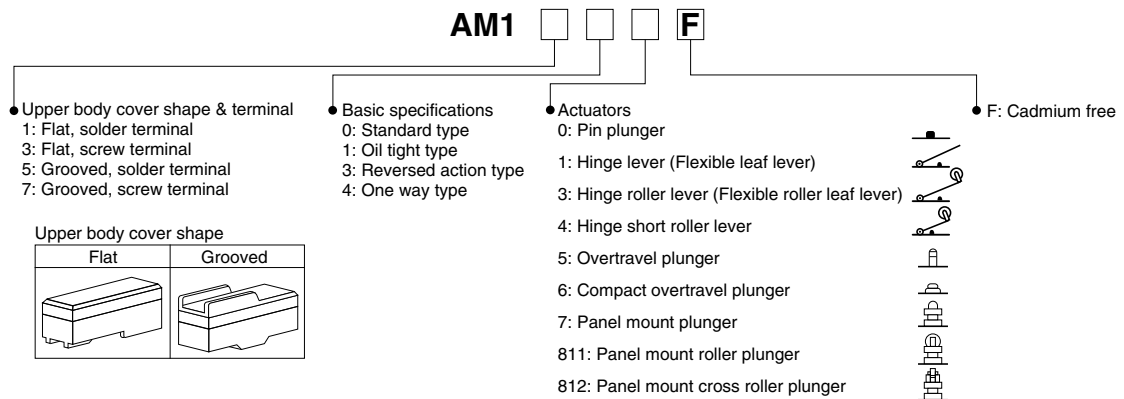 AM1 F
Upper body cover shape & terminal
1: Flat, solder terminal
3: Flat, screw terminal
5: Grooved, solder terminal
7: Grooved, screw terminal
Basic specifications
0: Standard type
1: Oil tight type
3: Reversed action type
4: One way type
Actuators
0: Pin plunger
1: Hinge lever (Flexible leaf lever)
3: Hinge roller lever (Flexible roller leaf lever)
4: Hinge short roller lever
5: Overtravel plunger
6: Compact overtravel plunger
7: Panel mount plunger
811: Panel mount roller plunger
812: Panel mount cross roller plunger
F: Cadmium free
Upper body cover shape
Flat Grooved